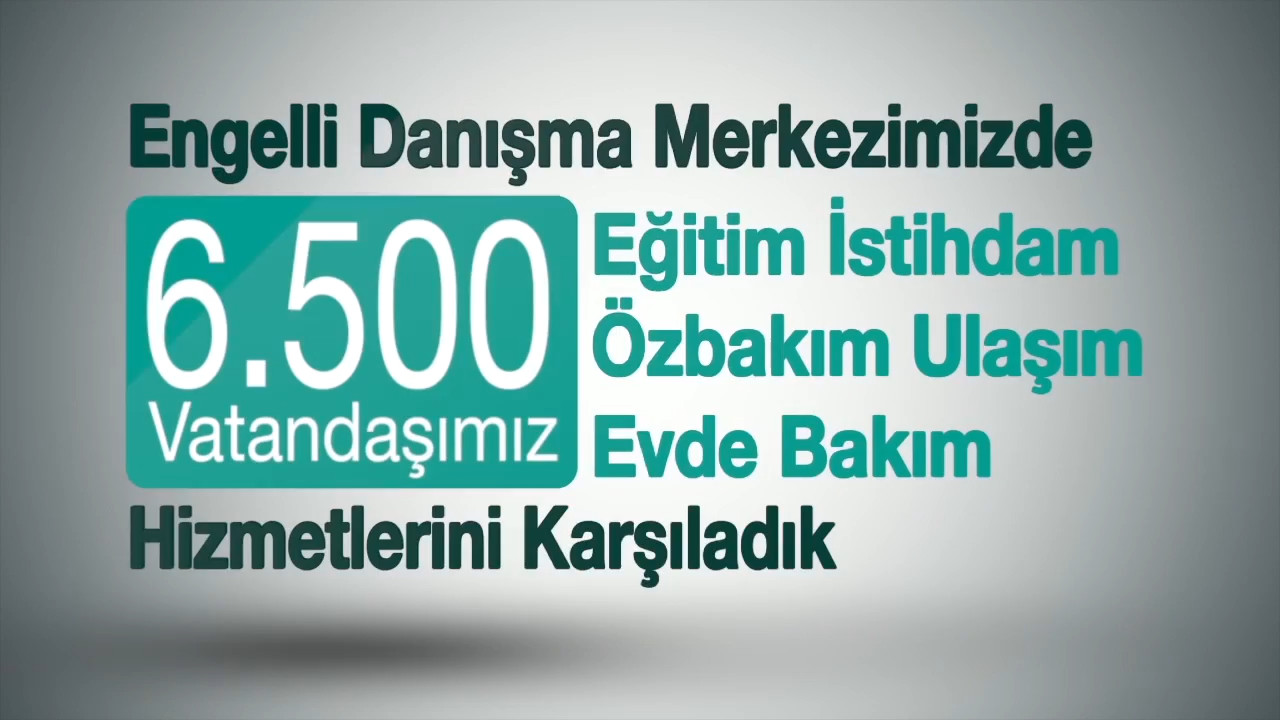 Engelli Danışma Merkezimizde
6.500
Vatandaşımız
Eğitim İstihdam
Özbakım Ulaşım
Evde Bakım
Hizmetlerini Karşıladık